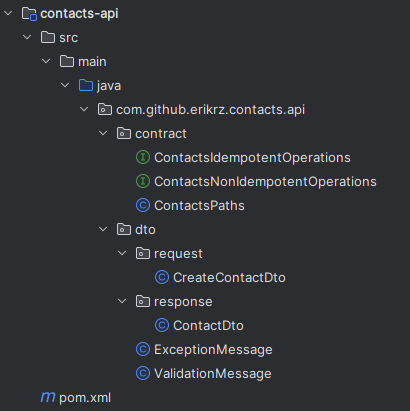 contacts-api
src
main
java
com.github.erikrz.contacts.api
contract
ContactsIdempotentOperations
ContactsNonIdempotentOperations
ContactsPaths
dto
request
CreateContactDto
response
ContactDto
ExceptionMessage
ValidationMessage
pom.xml